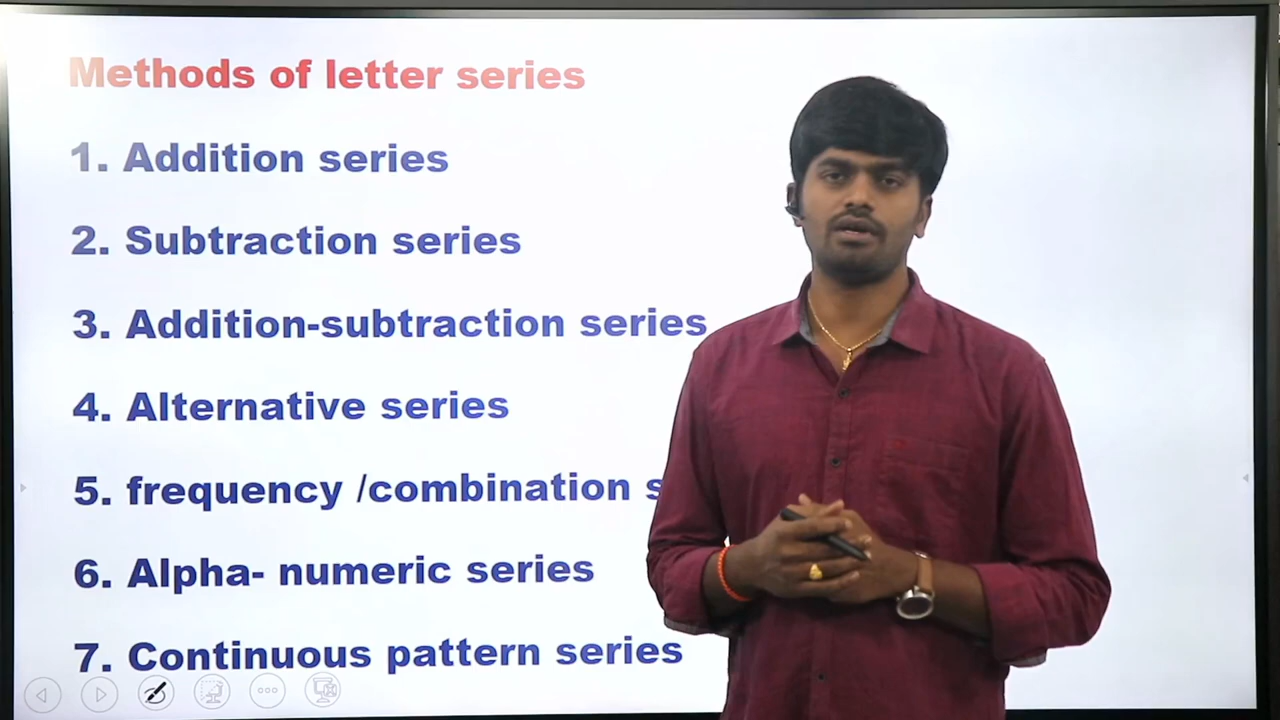 Methods of letter series
1. Addition series
2. Subtraction series
3. Addition-subtraction series
4. Alternative series
5. frequency /combination
6. Alpha- numeric series
7. Continuous pattern series